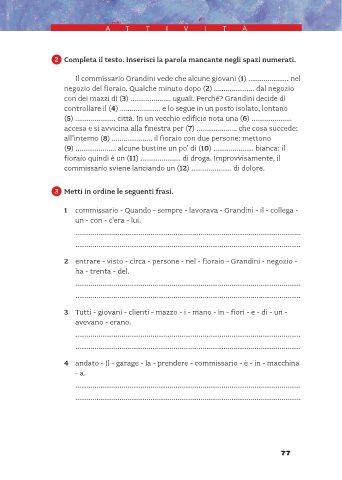 ATTIVITÀ
2 Completa il testo. Inserisci la parola mancante negli spazi numerati.
Il commissario Grandini vede che alcune giovani (1) .................... nel
negozio del fioraio. Qualche minuto dopo (2) .................... dal negozio
con dei mazzi di (3) .................... uguali. Perché? Grandini decide di
controllare il (4) .................... e lo segue in un posto isolato, lontano
(5) .................... città. In un vecchio edificio nota una (6) ....................
accesa e si avvicina alla finestra per (7) .................... che cosa succede:
all'interno (8) .................... il fioraio con due persone: mettono
(9) .................... alcune bustine un po' di (10) .................... bianca: il
fioraio quindi è un (11) .................... di droga. Improvvisamente, il
commissario sviene lanciando un (12) .................... di dolore.
3 Metti in ordine le seguenti frasi.
1 commissario - Quando - sempre - lavorava - Grandini - il - collega -
un - con - c'era - lui.
2 entrare - visto - circa - persone - nel - fioraio - Grandini - negozio -
ha - trenta - del.
3 Tutti - giovani - clienti - mazzo - i - mano - in - fiori - e - di - un -
avevano - erano.
4 andato - Il - garage - la - prendere - commissario - è - in - macchina
- a.
77